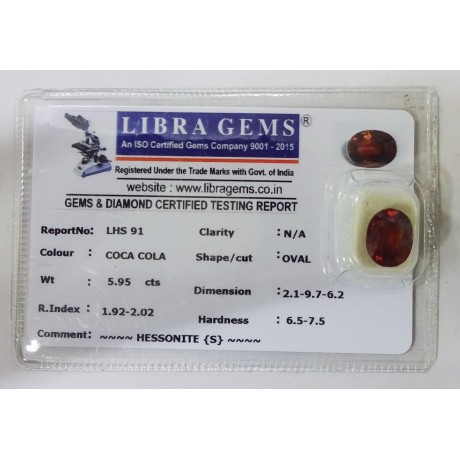 LIBRA GEMS ®
An ISO Certified Gems Company 9001 - 2015
Registered Under the Trade Marks with Govt. of India
website : www.libragems.co.in
GEMS & DIAMOND CERTIFIED TESTING REPORT
ReportNo: LHS 91 Clarity : N/A
Colour : COCA COLA Shape/cut : OVAL
Wt : 5.95 cts Dimension : 2.1-9.7-6.2
R.Index : 1.92-2.02 Hardness : 6.5-7.5
Comment: ~~~~ HESSONITE {S} ~~~~